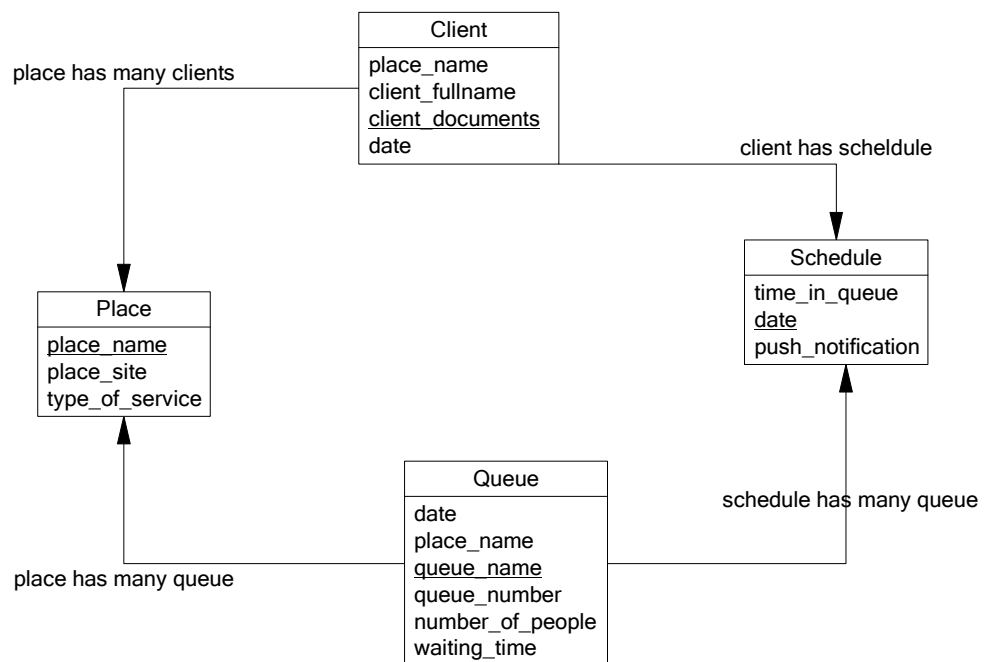 Client
place_name
client_fullname
client_documents
date
place has many clients
client has scheldule
Schedule
time_in_queue
date
push_notification
Place
place_name
place_site
type_of_service
Queue
date
place_name
queue_name
queue_number
number_of_people
waiting_time
schedule has many queue
place has many queue